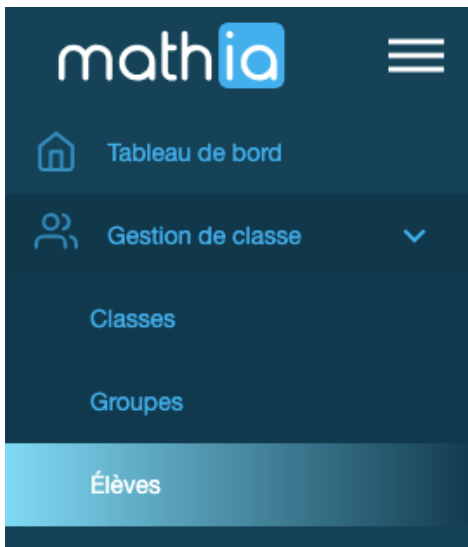 mathia
Tableau de bord
Gestion de classe
Classes
Groupes
Élèves